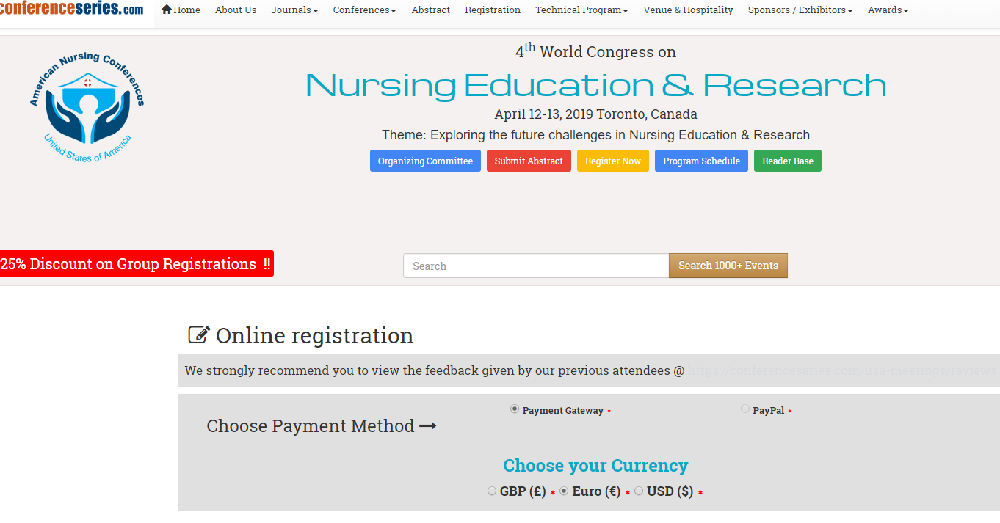 conferenceseries.com Home About Us Journals Conferences Abstract Registration Technical Program Venue & Hospitality Sponsors / Exhibitors Awards
American Nursing Conferences
United States of America
4th World Congress on
Nursing Education & Research
April 12-13, 2019 Toronto, Canada
Theme: Exploring the future challenges in Nursing Education & Research
Organizing Committee Submit Abstract Register Now Program Schedule Reader Base
25% Discount on Group Registrations !!
Search Search 1000+ Events
Online registration
We strongly recommend you to view the feedback given by our previous attendees @ https://conferenceseries.com/usa-meetings/reviews
Payment Gateway * PayPal *
Choose Payment Method
Choose your Currency
GBP (£) * Euro (€) * USD ($) *